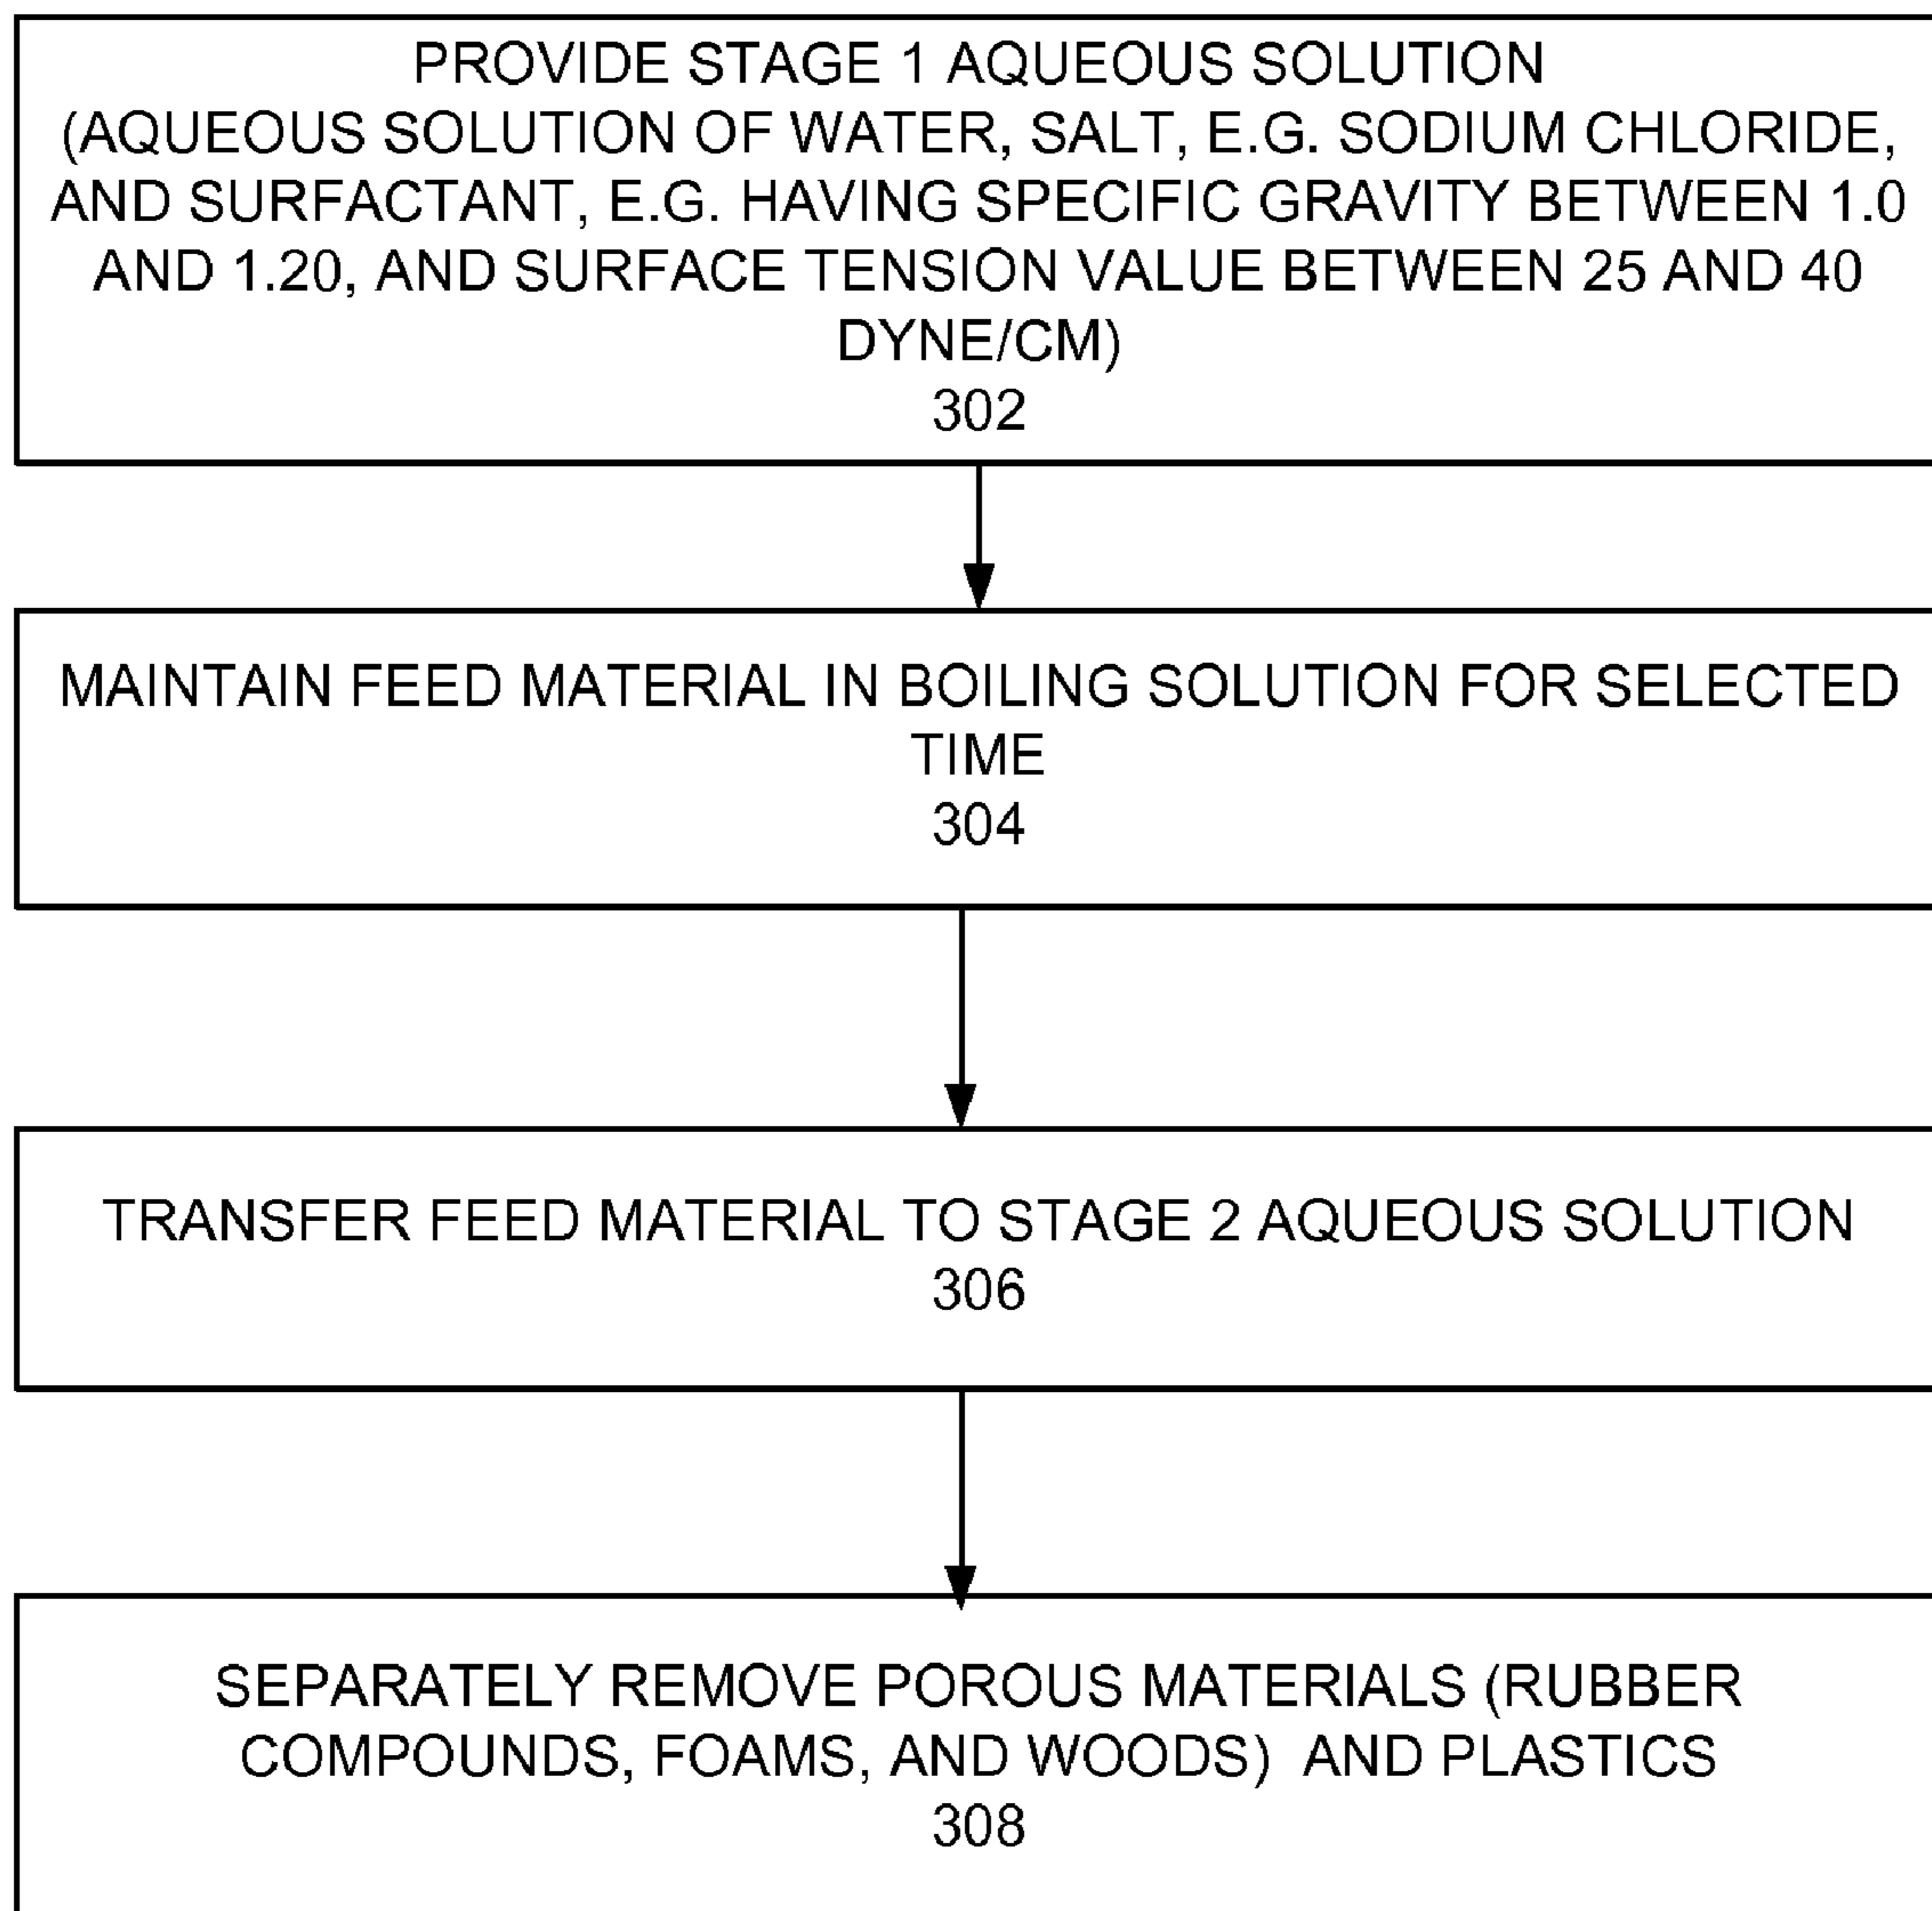 PROVIDE STAGE 1 AQUEOUS SOLUTION
(AQUEOUS SOLUTION OF WATER, SALT, E.G. SODIUM CHLORIDE,
AND SURFACTANT, E.G. HAVING SPECIFIC GRAVITY BETWEEN 1.0
AND 1.20, AND SURFACE TENSION VALUE BETWEEN 25 AND 40
DYNE/CM)
302
MAINTAIN FEED MATERIAL IN BOILING SOLUTION FOR SELECTED
TIME
304
TRANSFER FEED MATERIAL TO STAGE 2 AQUEOUS SOLUTION
306
SEPARATELY REMOVE POROUS MATERIALS (RUBBER
COMPOUNDS, FOAMS, AND WOODS) AND PLASTICS
308